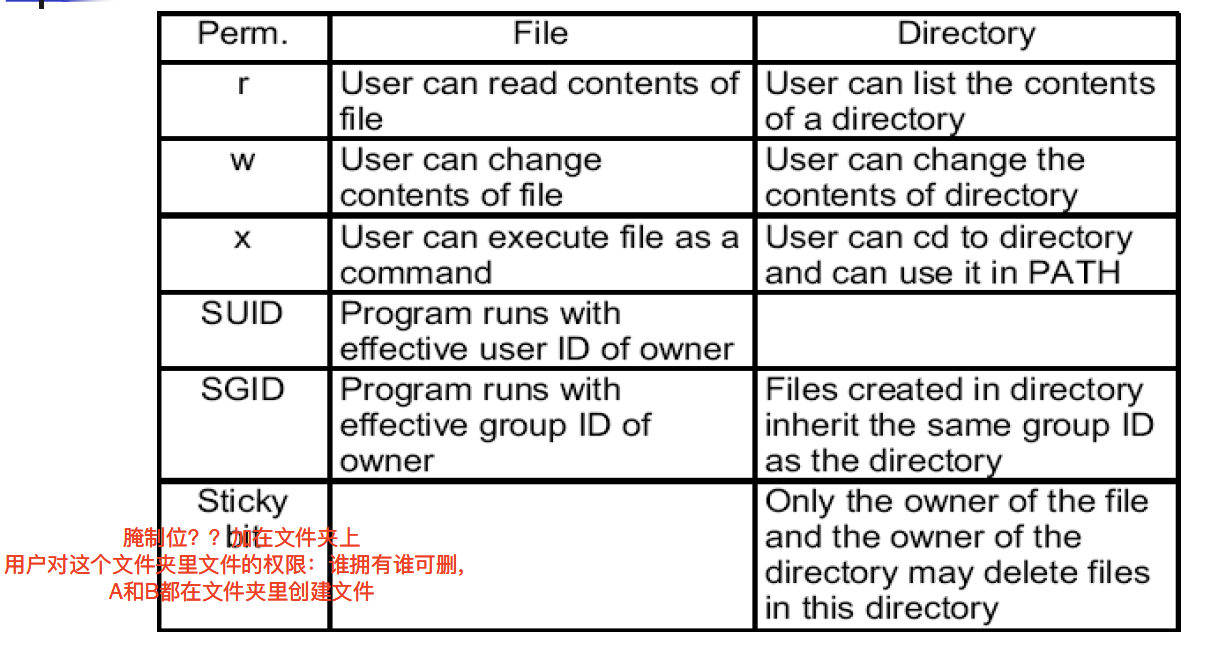 Perm.
File
Directory
r
User can read contents of
file
User can list the contents
of a directory
w
User can change
contents of file
User can change the
contents of directory
x
User can execute file as a
command
User can cd to directory
and can use it in PATH
SUID
Program runs with
effective user ID of owner
SGID
Program runs with
effective group ID of
owner
Files created in directory
inherit the same group ID
as the directory
Sticky
bit
Only the owner of the file
and the owner of the
directory may delete files
in this directory
腌制位？？加在文件夹上
用户对这个文件夹里文件的权限：谁拥有谁可删，
A和B都在文件夹里创建文件